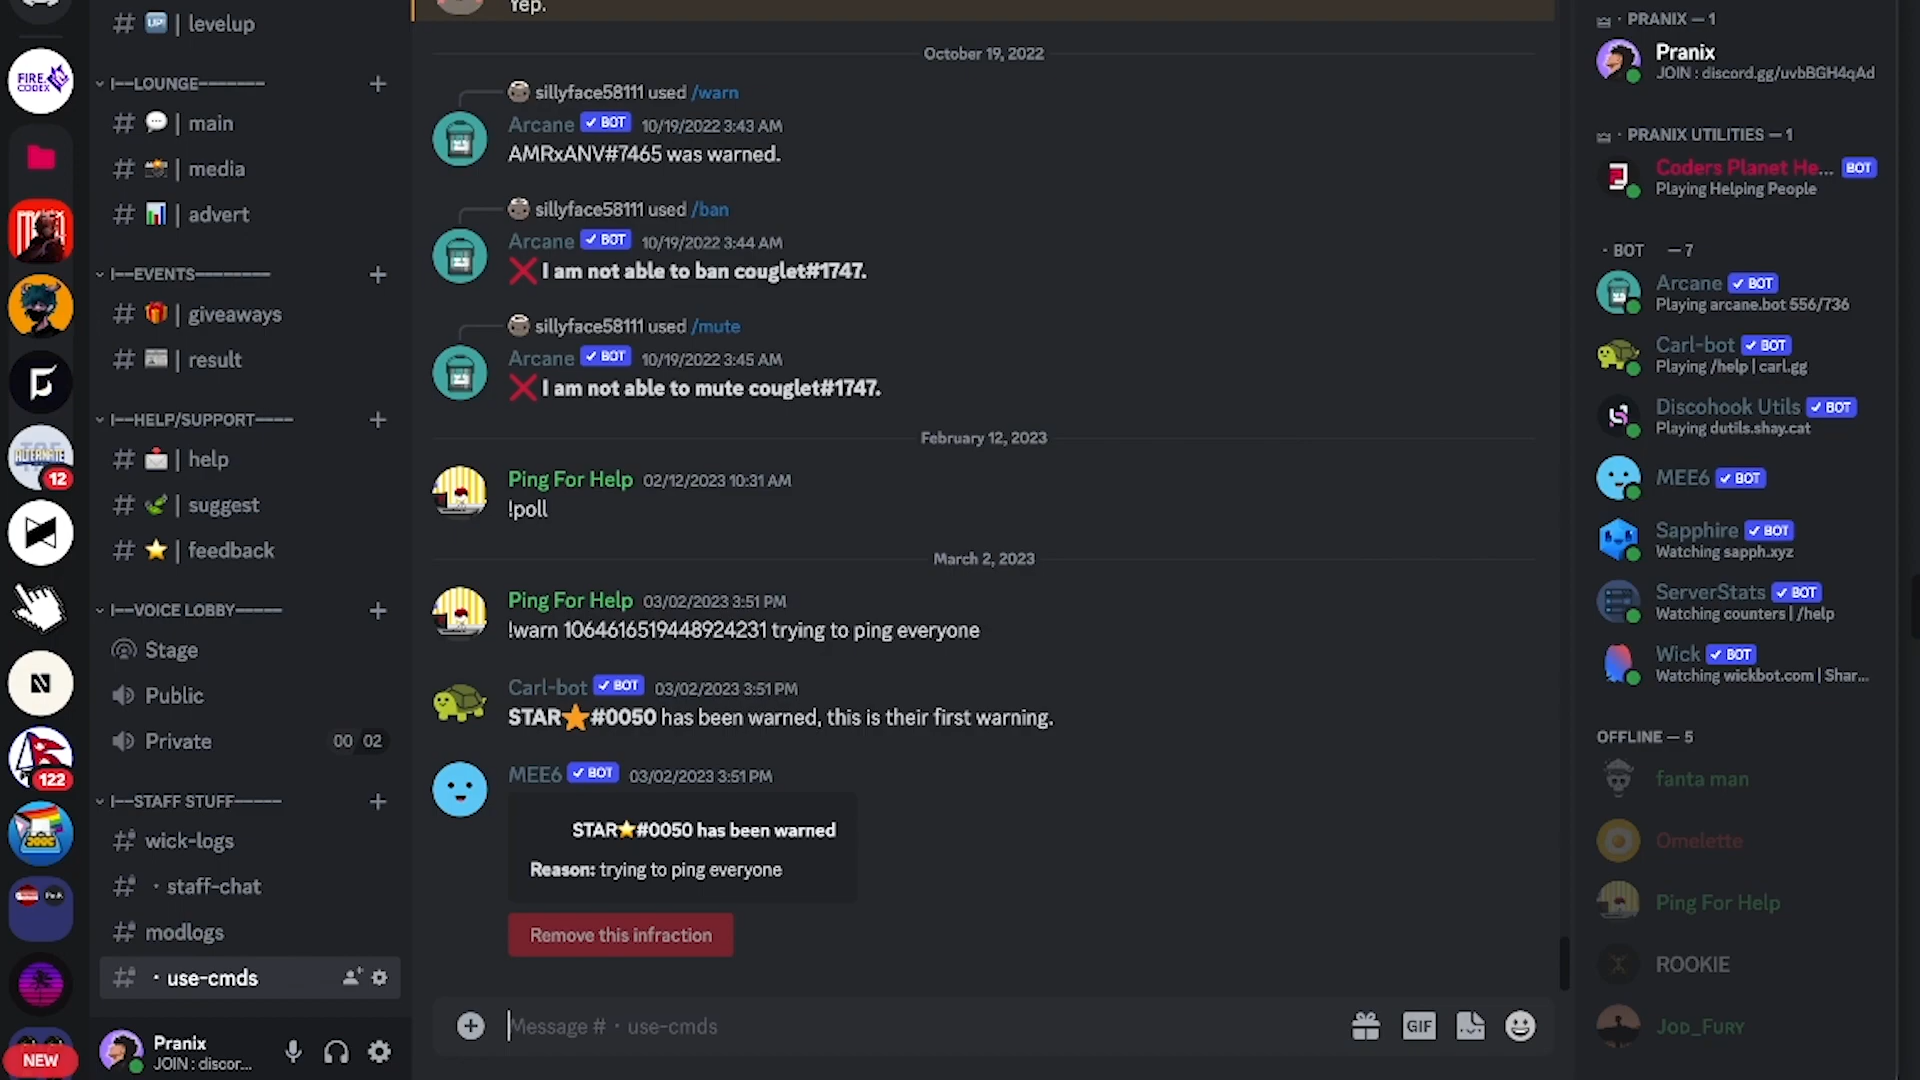 UP! | levelup
|—LOUNGE———
| main
| media
| advert
|—EVENTS———
| giveaways
| result
|—HELP/SUPPORT——
| help
| suggest
| feedback
|—VOICE LOBBY——
Stage
Public
Private 00 02
|—STAFF STUFF——
wick-logs
· staff-chat
modlogs
· use-cmds
Pranix
JOIN : discor...
FIRE.
CODEX
ALTERNATE
12
122
NEW
Yep.
October 19, 2022
sillyface58111 used /warn
Arcane ✓ BOT 10/19/2022 3:43 AM
AMRxANV#7465 was warned.
sillyface58111 used /ban
Arcane ✓ BOT 10/19/2022 3:44 AM
❌ I am not able to ban couglet#1747.
sillyface58111 used /mute
Arcane ✓ BOT 10/19/2022 3:45 AM
❌ I am not able to mute couglet#1747.
February 12, 2023
Ping For Help 02/12/2023 10:31 AM
!poll
March 2, 2023
Ping For Help 03/02/2023 3:51 PM
!warn 1064616519448924231 trying to ping everyone
Carl-bot ✓ BOT 03/02/2023 3:51 PM
STAR⭐#0050 has been warned, this is their first warning.
MEE6 ✓ BOT 03/02/2023 3:51 PM
STAR⭐#0050 has been warned
Reason: trying to ping everyone
Remove this infraction
Message # · use-cmds
GIF
· PRANIX — 1
Pranix
JOIN : discord.gg/uvbBGH4qAd
· PRANIX UTILITIES — 1
Coders Planet He... BOT
Playing Helping People
· BOT — 7
Arcane ✓ BOT
Playing arcane.bot 556/736
Carl-bot ✓ BOT
Playing /help | carl.gg
Discohook Utils ✓ BOT
Playing dutils.shay.cat
MEE6 ✓ BOT
Sapphire ✓ BOT
Watching sapph.xyz
ServerStats ✓ BOT
Watching counters | /help
Wick ✓ BOT
Watching wickbot.com | Shar...
OFFLINE — 5
fanta man
Omelette
Ping For Help
ROOKIE
JOD_FURY